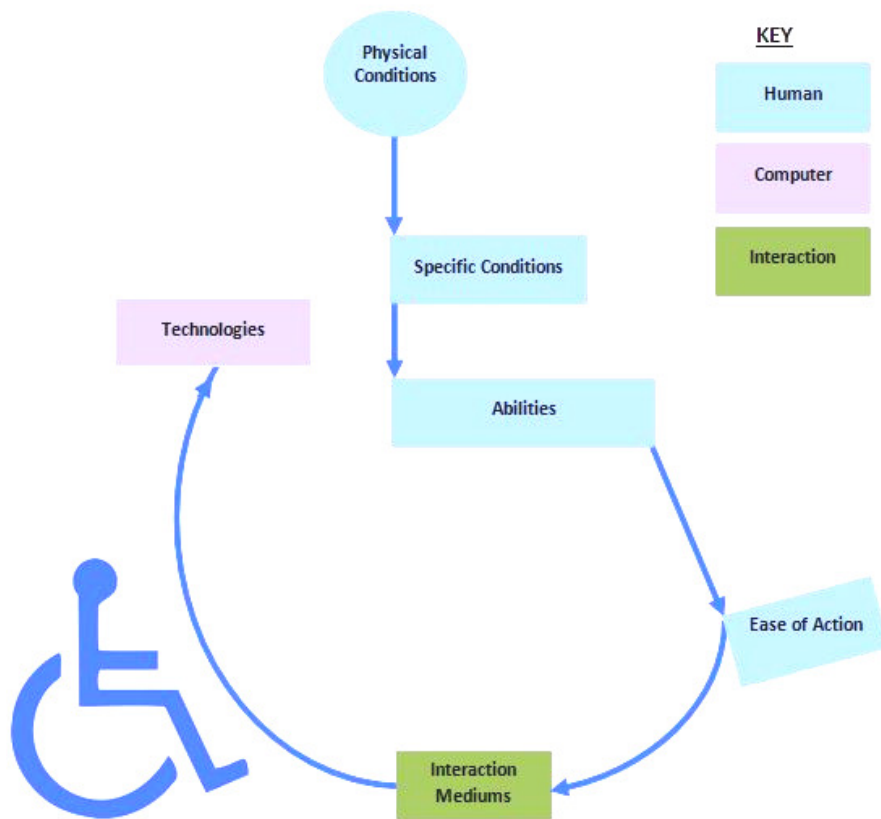 Physical
Conditions
KEY
Human
Computer
Interaction
Specific Conditions
Technologies
Abilities
Ease of Action
Interaction
Mediums